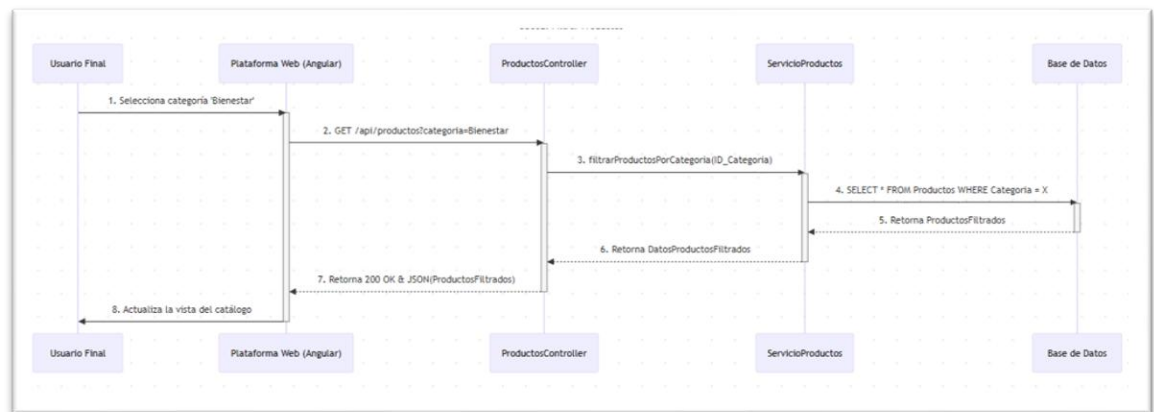 Usuario Final
Plataforma Web (Angular)
ProductosController
ServicioProductos
Base de Datos
1. Selecciona categoría 'Bienestar'
2. GET /api/productos?categoria=Bienestar
3. filtrarProductosPorCategoria(ID_Categoria)
4. SELECT * FROM Productos WHERE Categoria = X
5. Retorna ProductosFiltrados
6. Retorna DatosProductosFiltrados
7. Retorna 200 OK & JSON(ProductosFiltrados)
8. Actualiza la vista del catálogo
Usuario Final
Plataforma Web (Angular)
ProductosController
ServicioProductos
Base de Datos